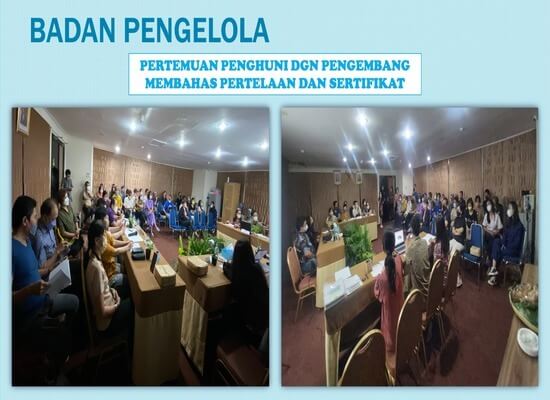 BADAN PENGELOLA
PERTEMUAN PENGHUNI DGN PENGEMBANG
MEMBAHAS PERTELAAN DAN SERTIFIKAT